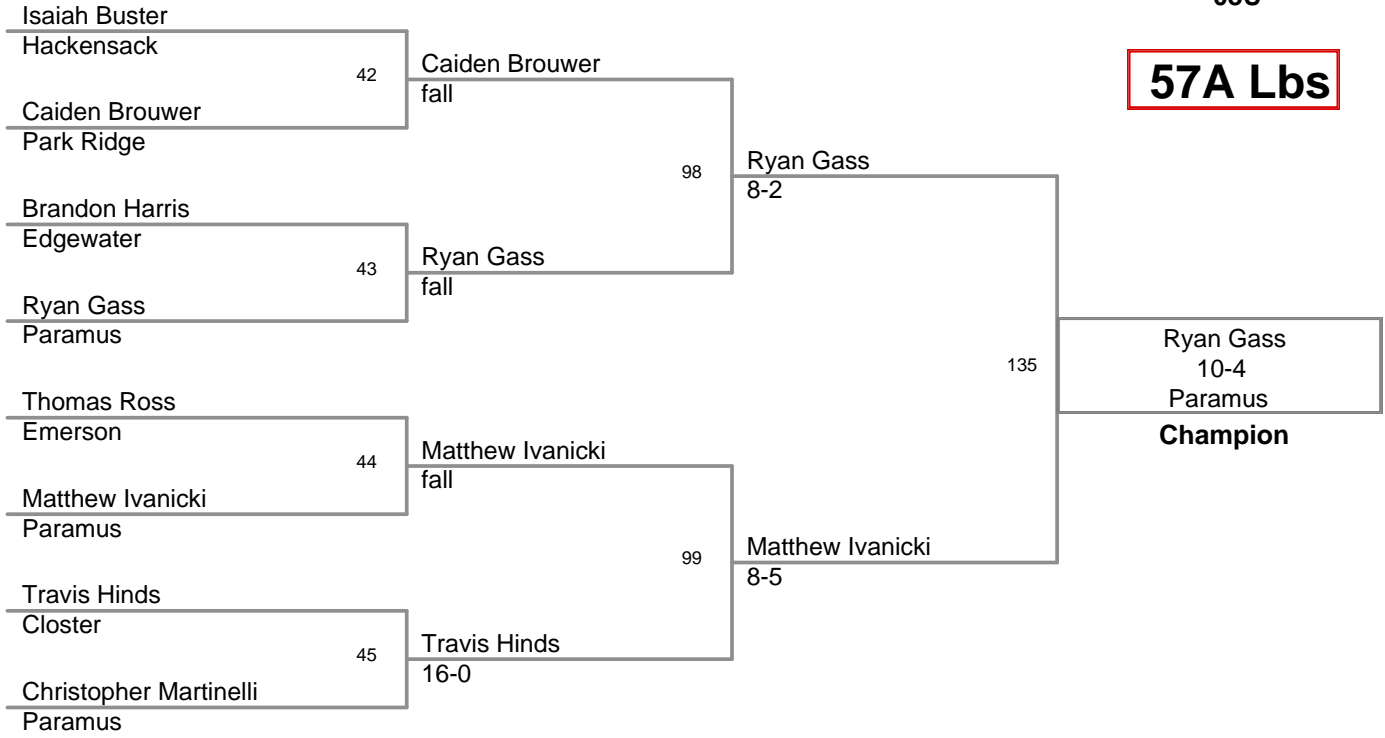 Isaiah Buster
Hackensack
42
Caiden Brouwer
fall
57A Lbs
Caiden Brouwer
Park Ridge
98
Ryan Gass
8-2
Brandon Harris
Edgewater
43
Ryan Gass
fall
Ryan Gass
Paramus
135
Ryan Gass
10-4
Paramus
Champion
Thomas Ross
Emerson
44
Matthew Ivanicki
fall
Matthew Ivanicki
Paramus
99
Matthew Ivanicki
8-5
Travis Hinds
Closter
45
Travis Hinds
16-0
Christopher Martinelli
Paramus